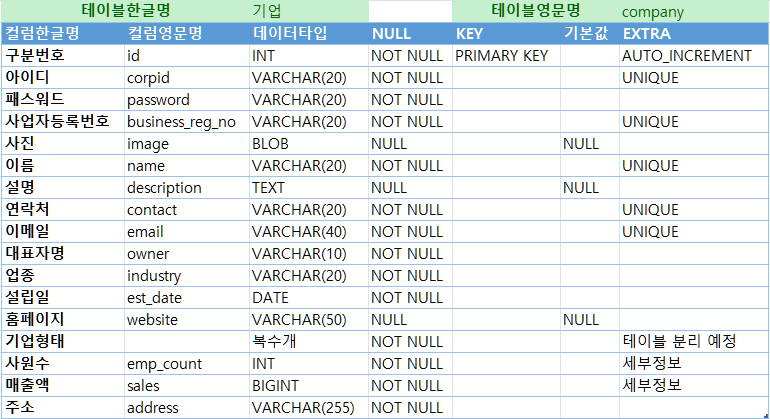 테이블한글명 기업 테이블영문명 company
컬럼한글명 컬럼영문명 데이터타입 NULL KEY 기본값 EXTRA
구분번호 id INT NOT NULL PRIMARY KEY AUTO_INCREMENT
아이디 corpid VARCHAR(20) NOT NULL UNIQUE
패스워드 password VARCHAR(20) NOT NULL
사업자등록번호 business_reg_no VARCHAR(20) NOT NULL UNIQUE
사진 image BLOB NULL NULL
이름 name VARCHAR(20) NOT NULL UNIQUE
설명 description TEXT NULL NULL
연락처 contact VARCHAR(20) NOT NULL UNIQUE
이메일 email VARCHAR(40) NOT NULL UNIQUE
대표자명 owner VARCHAR(10) NOT NULL
업종 industry VARCHAR(20) NOT NULL
설립일 est_date DATE NOT NULL
홈페이지 website VARCHAR(50) NULL NULL
기업형태 복수개 NOT NULL 테이블 분리 예정
사원수 emp_count INT NOT NULL 세부정보
매출액 sales BIGINT NOT NULL 세부정보
주소 address VARCHAR(255) NOT NULL